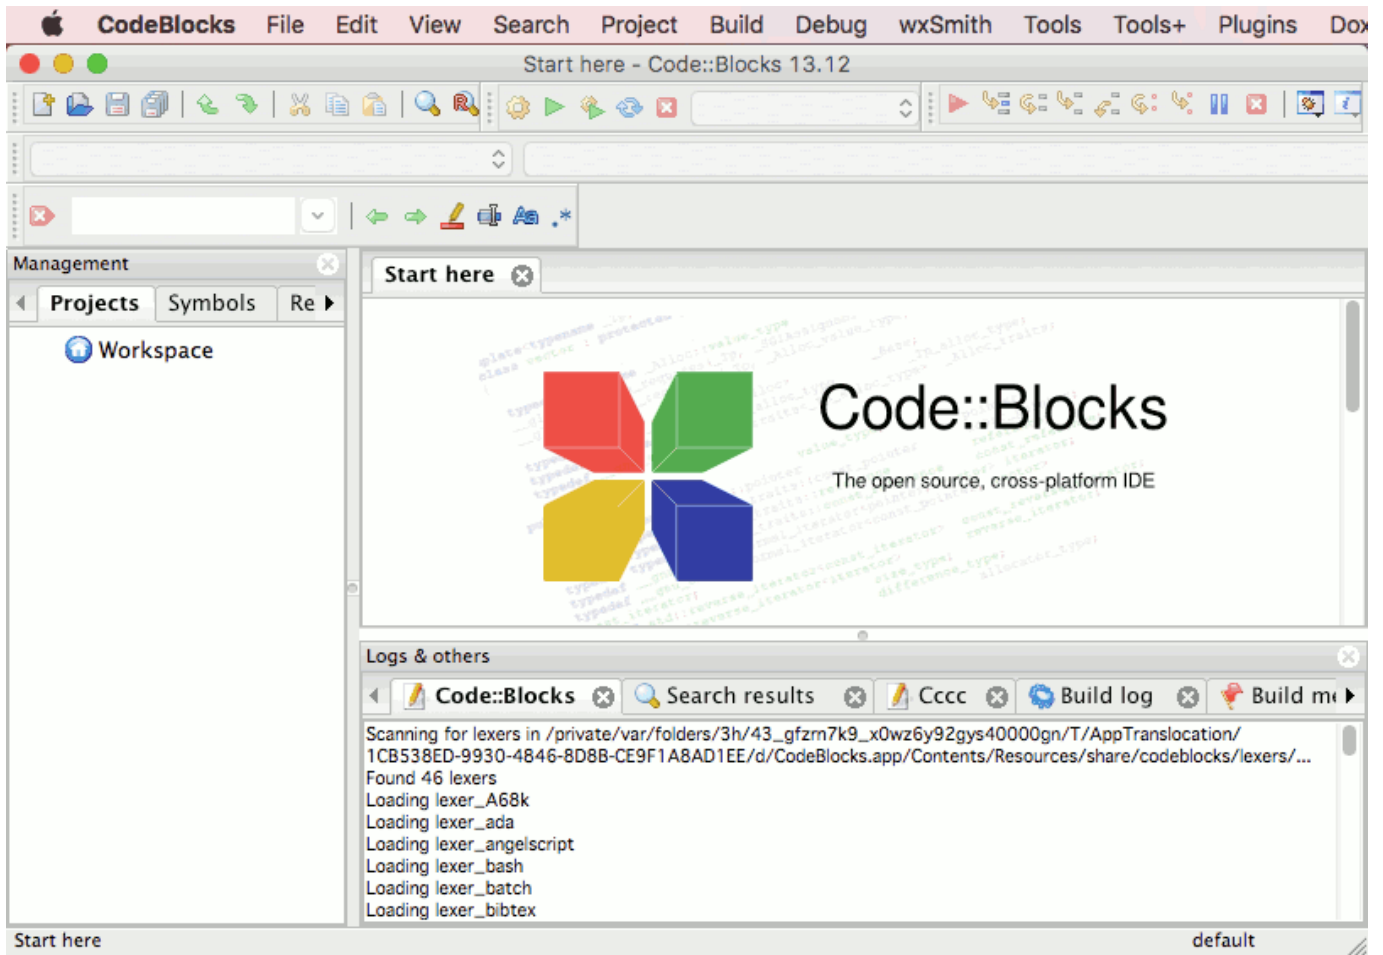 CodeBlocks File Edit View Search Project Build Debug wxSmith Tools Tools+ Plugins Dox
Start here - Code::Blocks 13.12
Management
Projects Symbols Re
Workspace
Start here
Code::Blocks
The open source, cross-platform IDE
Logs & others
Code::Blocks Search results Cccc Build log Build me
Scanning for lexers in /private/var/folders/3h/43_gfzrn7k9_x0wz6y92gys40000gn/T/AppTranslocation/
1CB538ED-9930-4846-8D8B-CE9F1A8AD1EE/d/CodeBlocks.app/Contents/Resources/share/codeblocks/lexers/...
Found 46 lexers
Loading lexer_A68k
Loading lexer_ada
Loading lexer_angelscript
Loading lexer_bash
Loading lexer_batch
Loading lexer_bibtex
Start here default